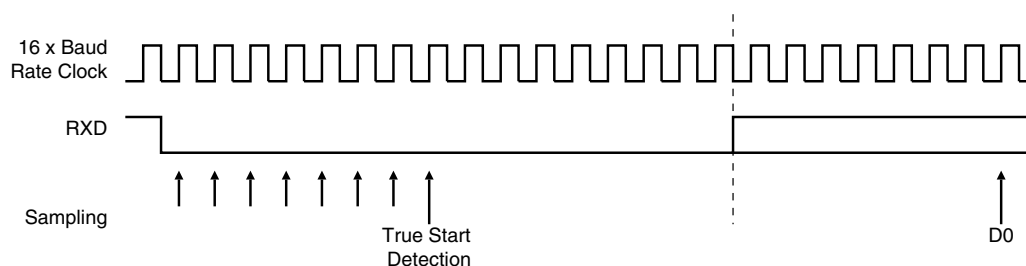 16 x Baud
Rate Clock
RXD
Sampling
True Start
Detection
D0